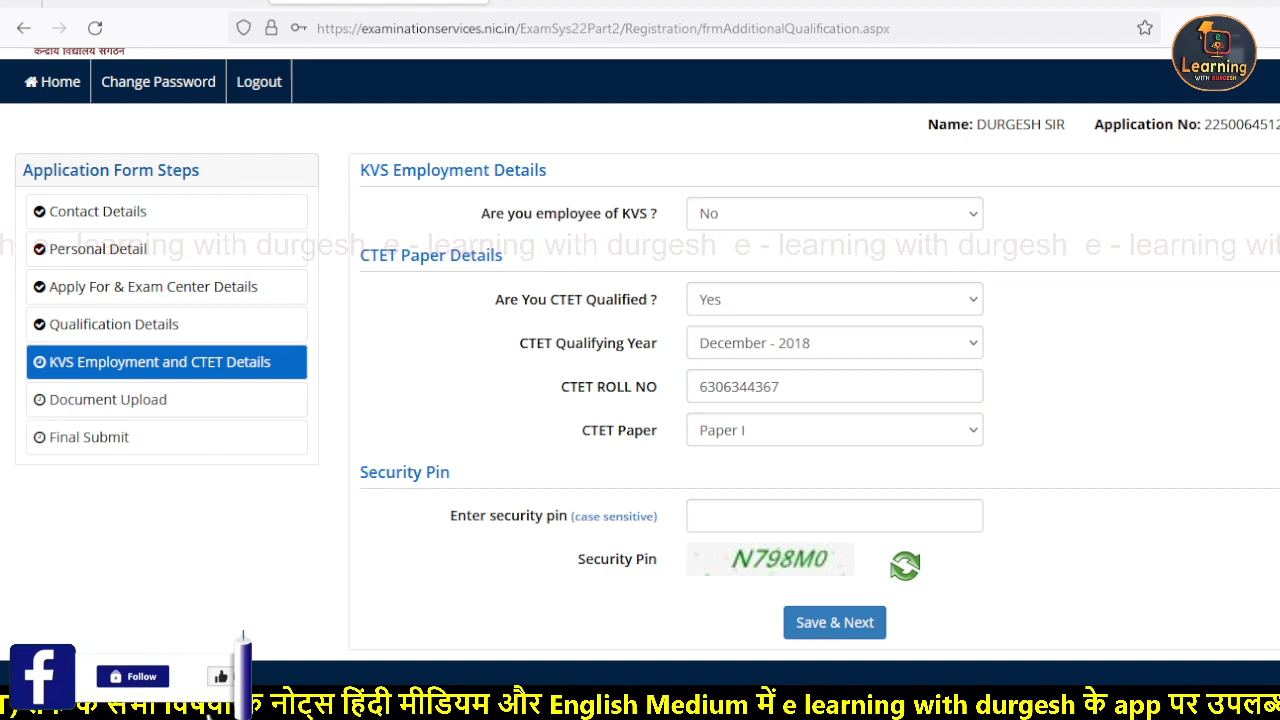 https://examinationservices.nic.in/ExamSys22Part2/Registration/frmAdditionalQualification.aspx
केन्द्रीय विद्यालय संगठन
Home Change Password Logout
e Learning WITH DURGESH
Name: DURGESH SIR Application No: 2250064512
Application Form Steps
Contact Details
Personal Detail
Apply For & Exam Center Details
Qualification Details
KVS Employment and CTET Details
Document Upload
Final Submit
KVS Employment Details
Are you employee of KVS ? No
h e - learning with durgesh e - learning with durgesh e - learning wi
CTET Paper Details
Are You CTET Qualified ? Yes
CTET Qualifying Year December - 2018
CTET ROLL NO 6306344367
CTET Paper Paper I
Security Pin
Enter security pin (case sensitive)
Security Pin N798M0
Save & Next
f Follow
नोट्स हिंदी मीडियम और English Medium में e learning with durgesh के app पर उपलब्